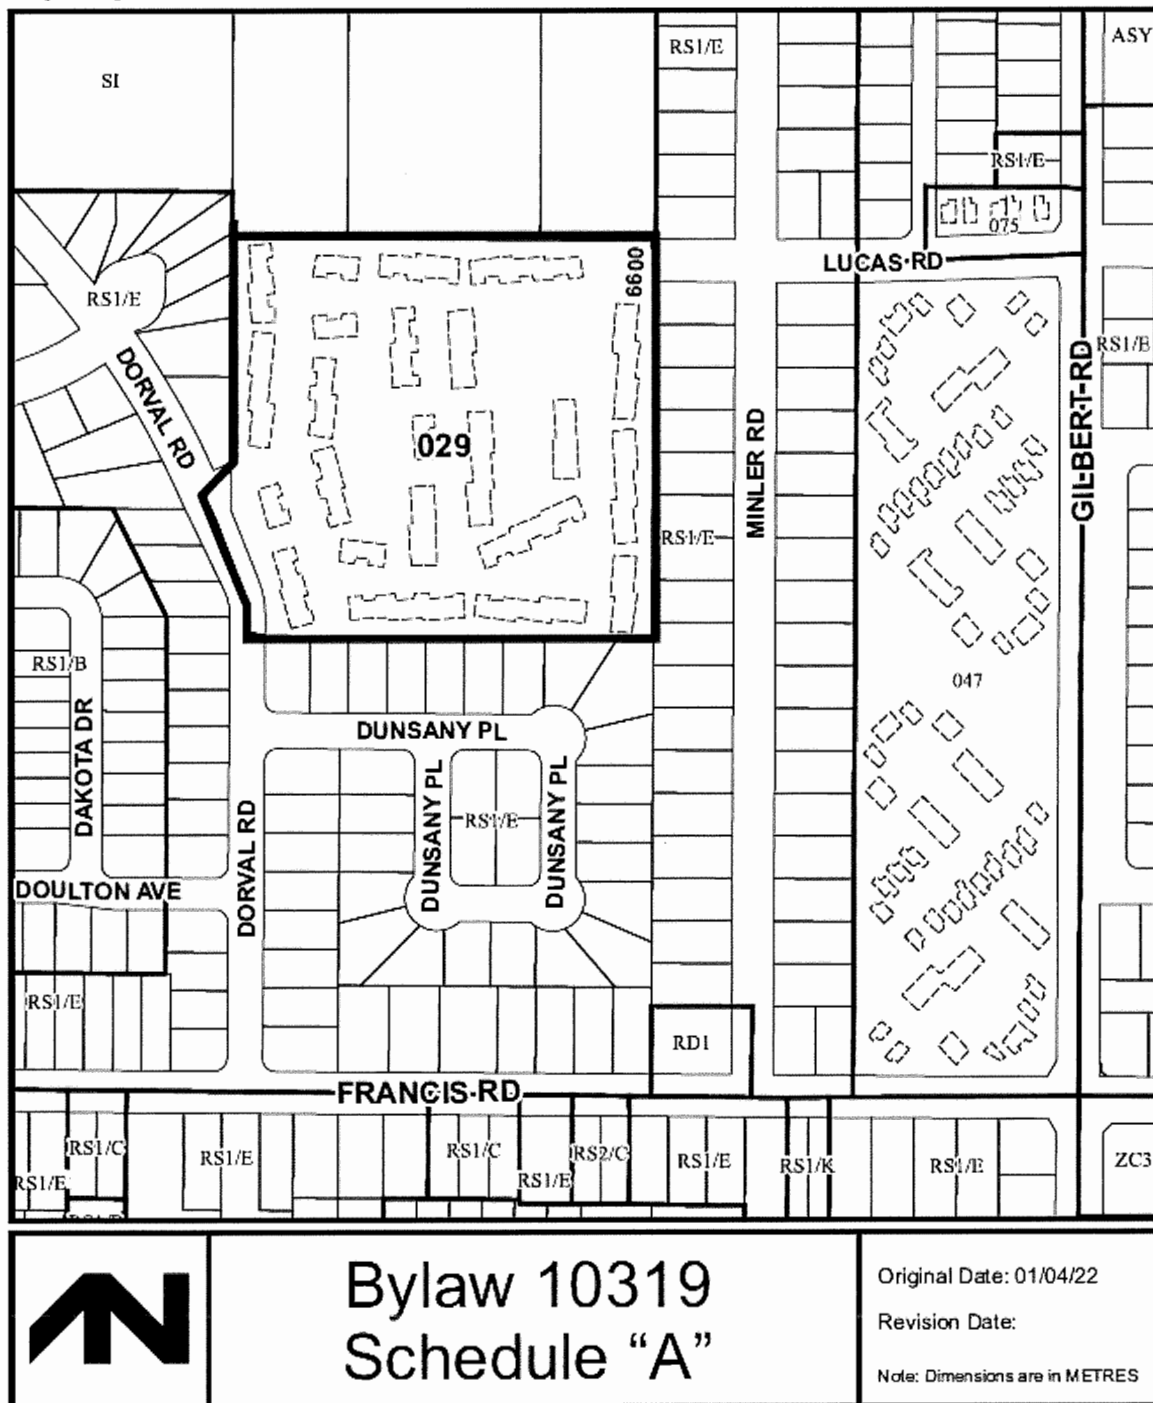 SI
RS1/E
ASY
RS1/E
075
LUCAS RD
6600
RS1/E
DORVAL RD
RS1/E
GILBERT RD
029
MINLER RD
RS1/E
RS1/B
DAKOTA DR
047
DUNSANY PL
DUNSANY PL
DUNSANY PL
RS1/E
DORVAL RD
DOULTON AVE
RS1/E
RD1
FRANCIS RD
RS1/C
RS1/E
RS1/E
RS1/C
RS1/E
RS2/C
RS1/E
RS1/K
RS1/E
ZC3
Bylaw 10319
Schedule “A”
Original Date: 01/04/22
Revision Date:
Note: Dimensions are in METRES